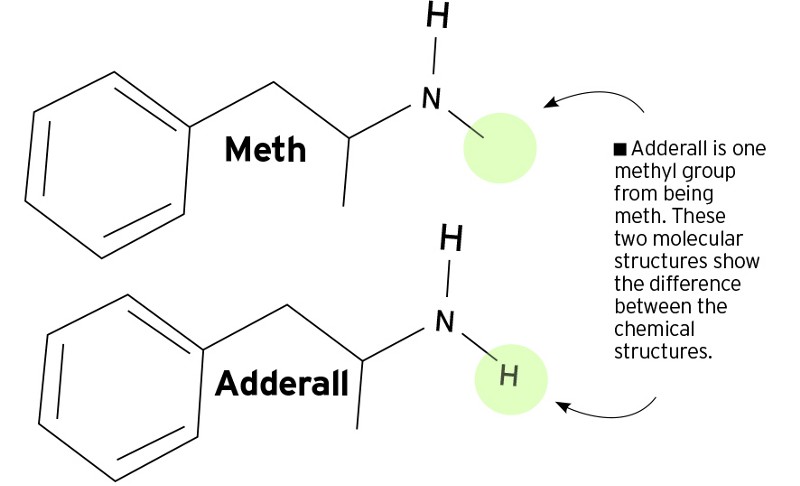 H
N
Meth
■ Adderall is one
methyl group
from being
meth. These
two molecular
structures show
the difference
between the
chemical
structures.
H
N
H
Adderall